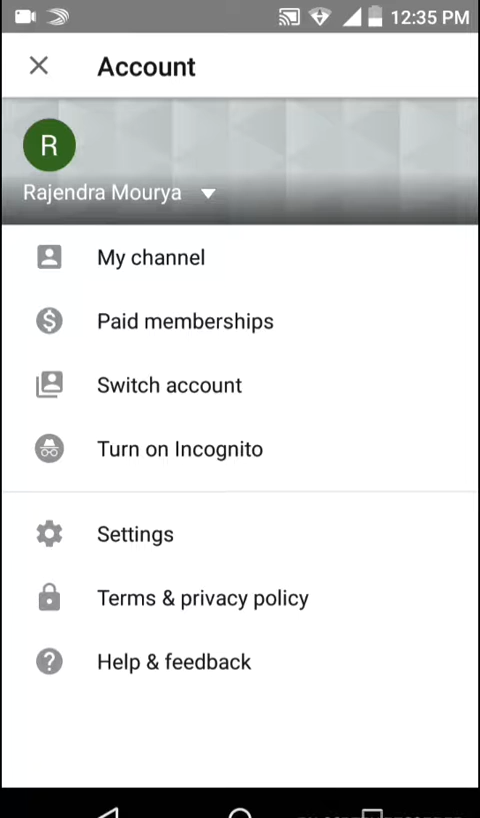 12:35 PM
Account
R
Rajendra Mourya
My channel
Paid memberships
Switch account
Turn on Incognito
Settings
Terms & privacy policy
Help & feedback